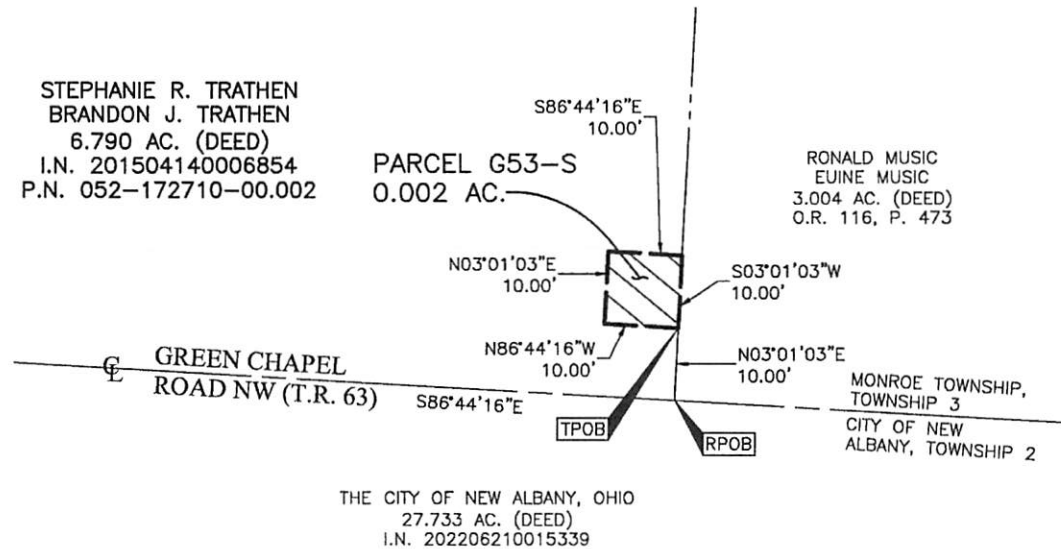 STEPHANIE R. TRATHEN
BRANDON J. TRATHEN
6.790 AC. (DEED)
I.N. 201504140006854
P.N. 052-172710-00.002
PARCEL G53-S
0.002 AC.
S86°44'16"E
10.00'
RONALD MUSIC
EUINE MUSIC
3.004 AC. (DEED)
O.R. 116, P. 473
N03°01'03"E
10.00'
S03°01'03"W
10.00'
N86°44'16"W
10.00'
N03°01'03"E
10.00'
℄ GREEN CHAPEL
ROAD NW (T.R. 63)
S86°44'16"E
TPOB
RPOB
MONROE TOWNSHIP,
TOWNSHIP 3
CITY OF NEW
ALBANY, TOWNSHIP 2
THE CITY OF NEW ALBANY, OHIO
27.733 AC. (DEED)
I.N. 202206210015339